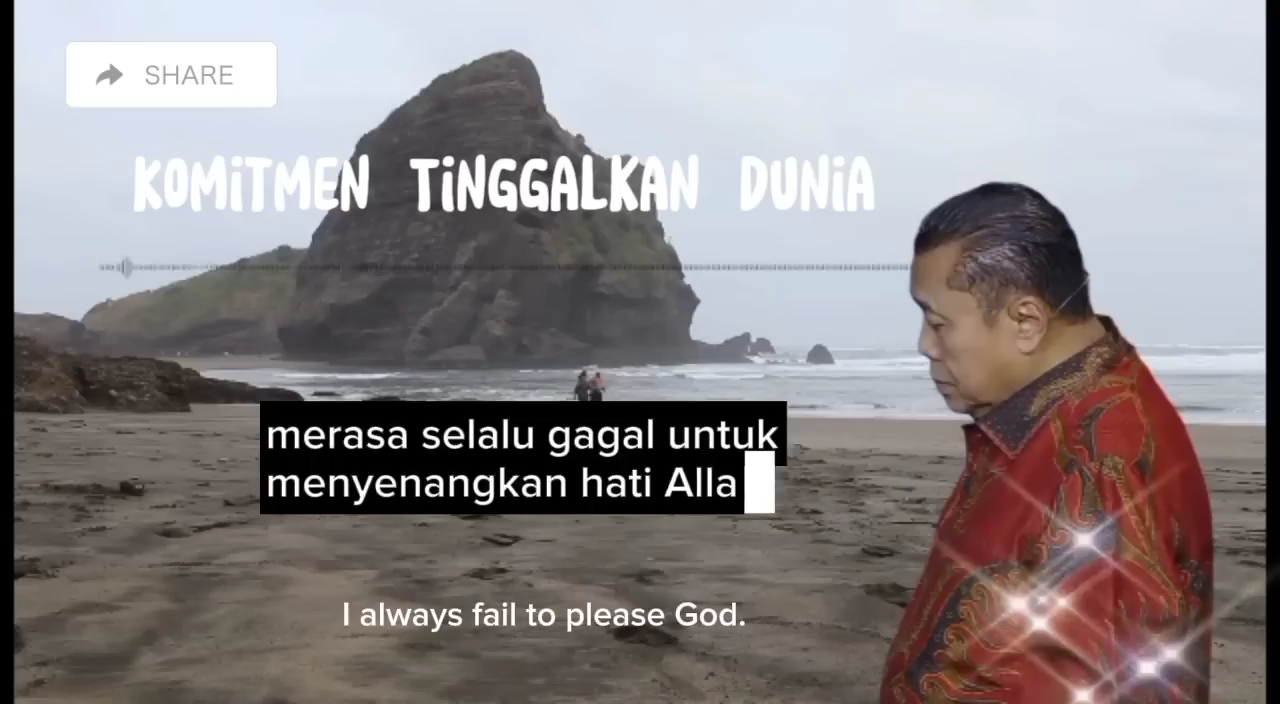 SHARE
KOMITMEN TINGGALKAN DUNIA
merasa selalu gagal untuk
menyenangkan hati Alla
I always fail to please God.